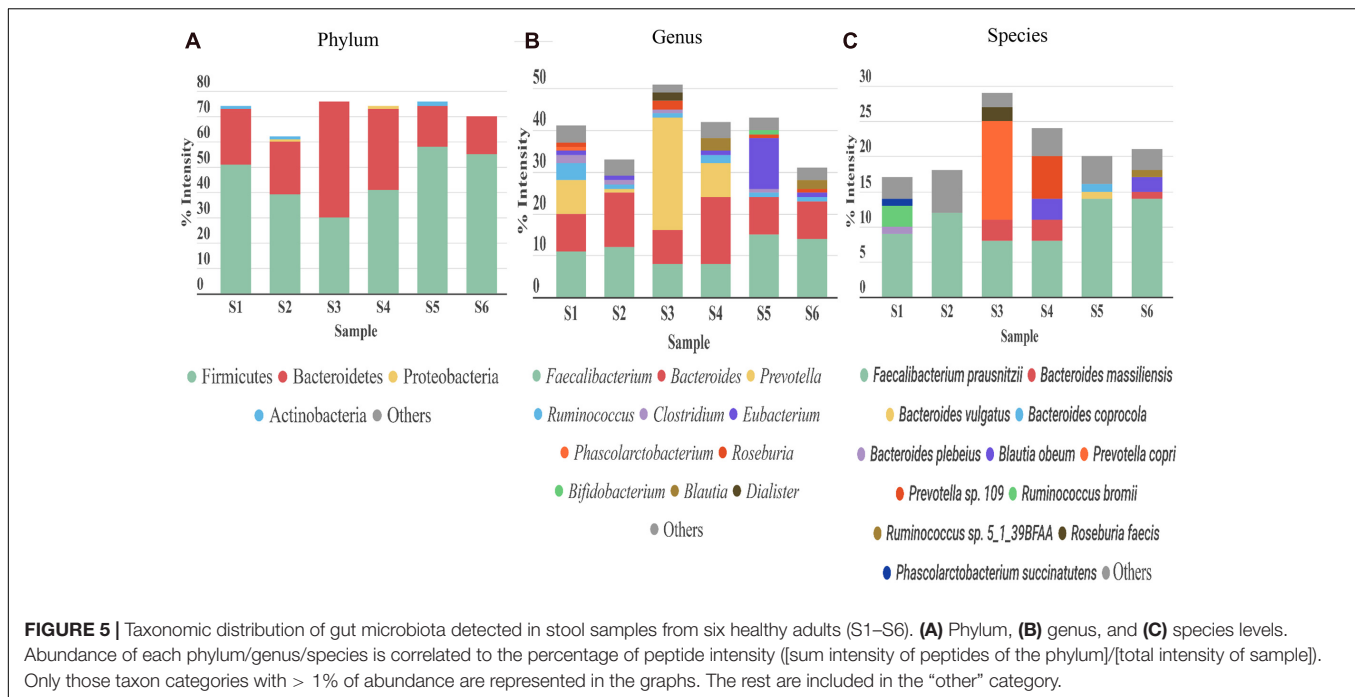 A
Phylum
80
70
60
50
40
30
20
10
0
% Intensity
S1 S2 S3 S4 S5 S6
Sample
Firmicutes Bacteroidetes Proteobacteria
Actinobacteria Others
B
Genus
50
40
30
20
10
0
% Intensity
S1 S2 S3 S4 S5 S6
Sample
Faecalibacterium Bacteroides Prevotella
Ruminococcus Clostridium Eubacterium
Phascolarctobacterium Roseburia
Bifidobacterium Blautia Dialister
Others
C
Species
30
25
20
15
10
5
0
% Intensity
S1 S2 S3 S4 S5 S6
Sample
Faecalibacterium prausnitzii Bacteroides massiliensis
Bacteroides vulgatus Bacteroides coprocola
Bacteroides plebeius Blautia obeum Prevotella copri
Prevotella sp. 109 Ruminococcus bromii
Ruminococcus sp. 5_1_39BFAA Roseburia faecis
Phascolarctobacterium succinatutens Others
FIGURE 5 | Taxonomic distribution of gut microbiota detected in stool samples from six healthy adults (S1–S6). (A) Phylum, (B) genus, and (C) species levels.
Abundance of each phylum/genus/species is correlated to the percentage of peptide intensity ([sum intensity of peptides of the phylum]/[total intensity of sample]).
Only those taxon categories with > 1% of abundance are represented in the graphs. The rest are included in the “other” category.